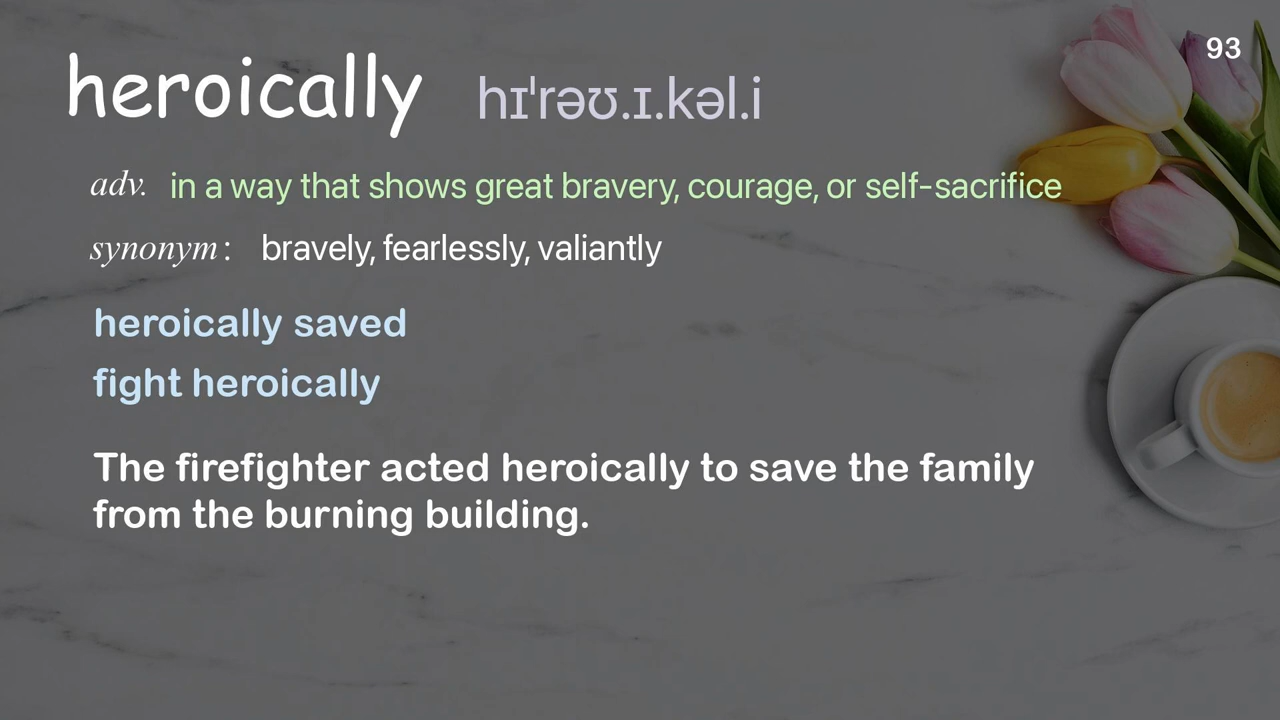 93
heroically hɪˈrəʊ.ɪ.kəl.i
adv. in a way that shows great bravery, courage, or self-sacrifice
synonym : bravely, fearlessly, valiantly
heroically saved
fight heroically
The firefighter acted heroically to save the family
from the burning building.